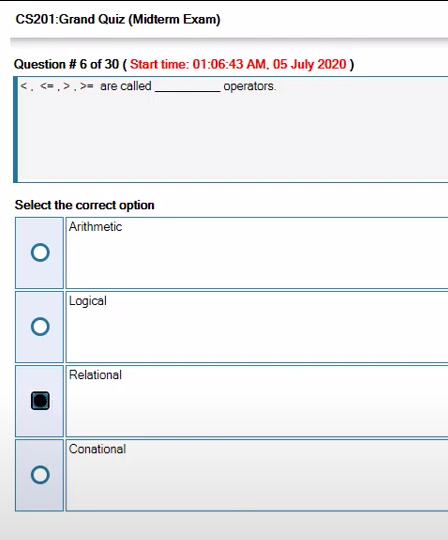 CS201:Grand Quiz (Midterm Exam)
Question # 6 of 30 ( Start time: 01:06:43 AM, 05 July 2020 )
< , <= , > , >= are called __________ operators.
Select the correct option
Arithmetic
Logical
Relational
Conational